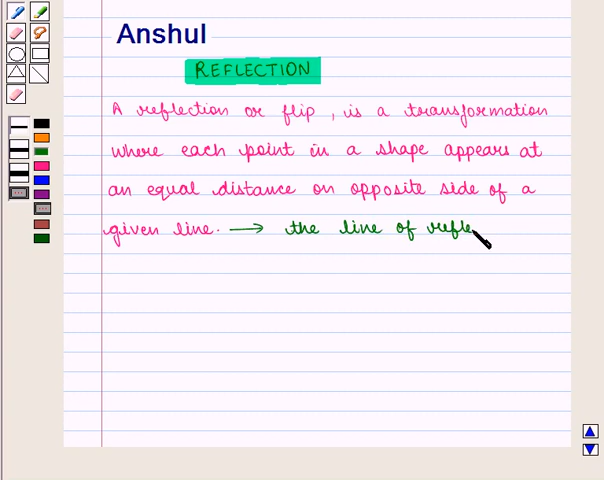 Anshul
REFLECTION
A reflection or flip, is a transformation
where each point in a shape appears at
an equal distance on opposite side of a
given line. → the line of refle